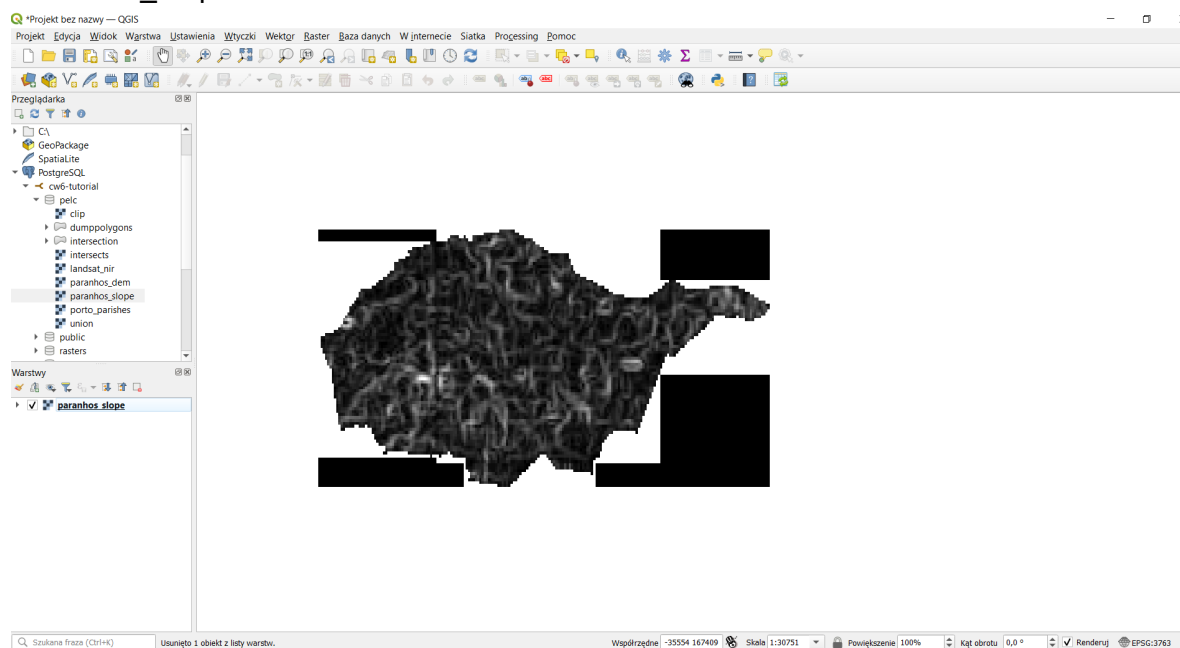 *Projekt bez nazwy — QGIS
Projekt Edycja Widok Warstwa Ustawienia Wtyczki Wektor Raster Baza danych W internecie Siatka Processing Pomoc
Przeglądarka
C:\
GeoPackage
SpatiaLite
PostgreSQL
cw6-tutorial
pelc
clip
dumppolygons
intersection
intersects
landsat_nir
paranhos_dem
paranhos_slope
porto_parishes
union
public
rasters
Warstwy
paranhos_slope
Szukana fraza (Ctrl+K) Usunięto 1 obiekt z listy warstw. Współrzędne -35554 167409 Skala 1:30751 Powiększenie 100% Kąt obrotu 0,0 ° Renderuj EPSG:3763